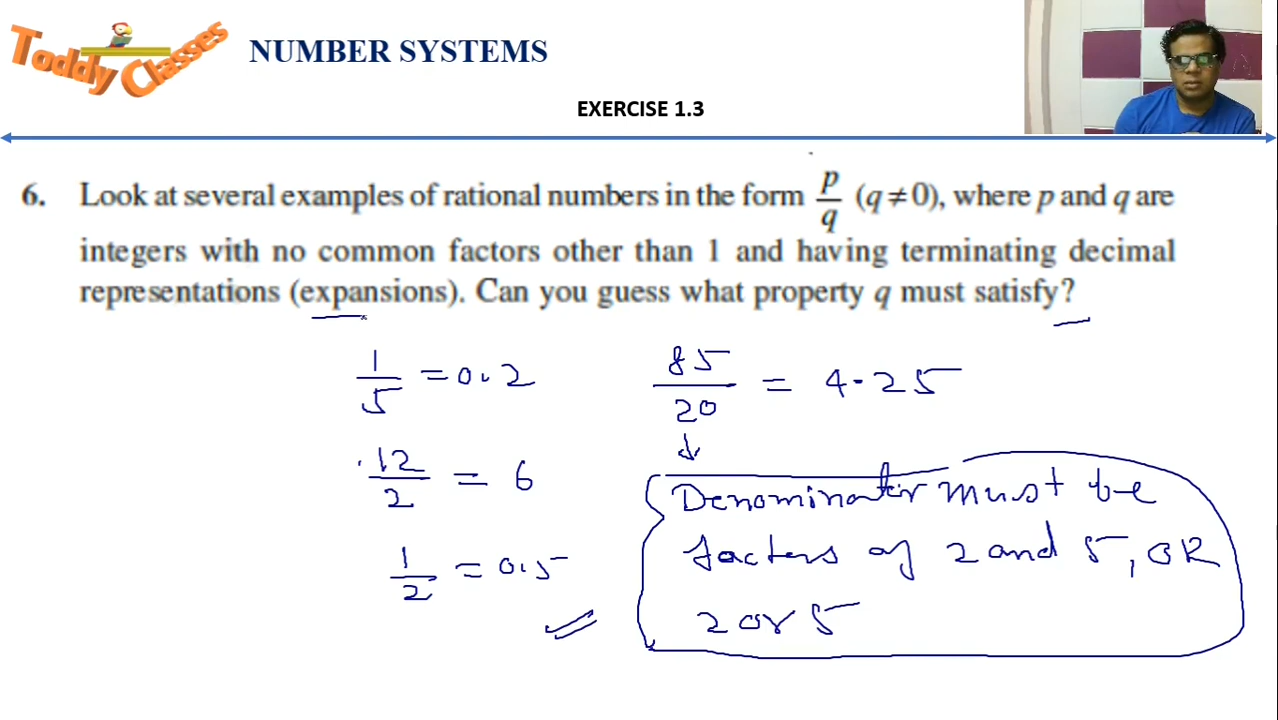 Toddy Classes
NUMBER SYSTEMS
EXERCISE 1.3
6. Look at several examples of rational numbers in the form p/q (q ≠ 0), where p and q are
integers with no common factors other than 1 and having terminating decimal
representations (expansions). Can you guess what property q must satisfy?
1/5 = 0.2
85/20 = 4.25
12/2 = 6
1/2 = 0.5
Denominator must be
factors of 2 and 5, OR
2 or 5